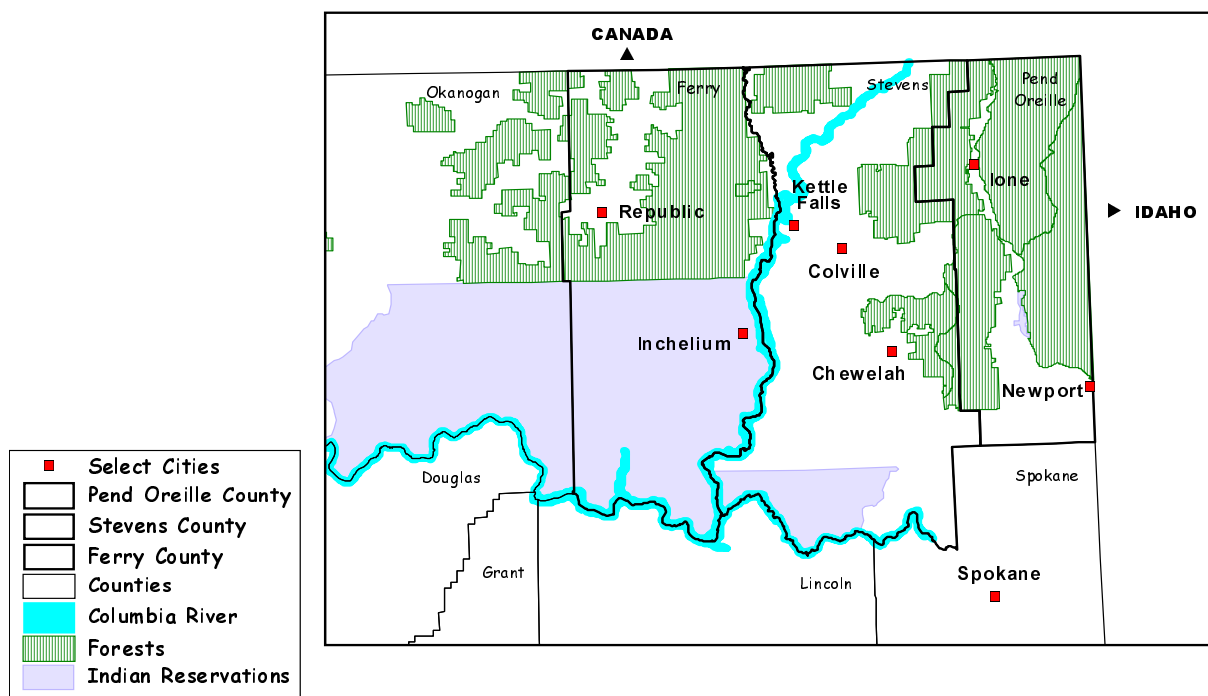 CANADA
Okanogan
Ferry
Stevens
Pend
Oreille
Ione
Kettle
Falls
Republic
IDAHO
Colville
Inchelium
Chewelah
Newport
Select Cities
Pend Oreille County
Stevens County
Ferry County
Counties
Columbia River
Forests
Indian Reservations
Douglas
Spokane
Grant
Lincoln
Spokane